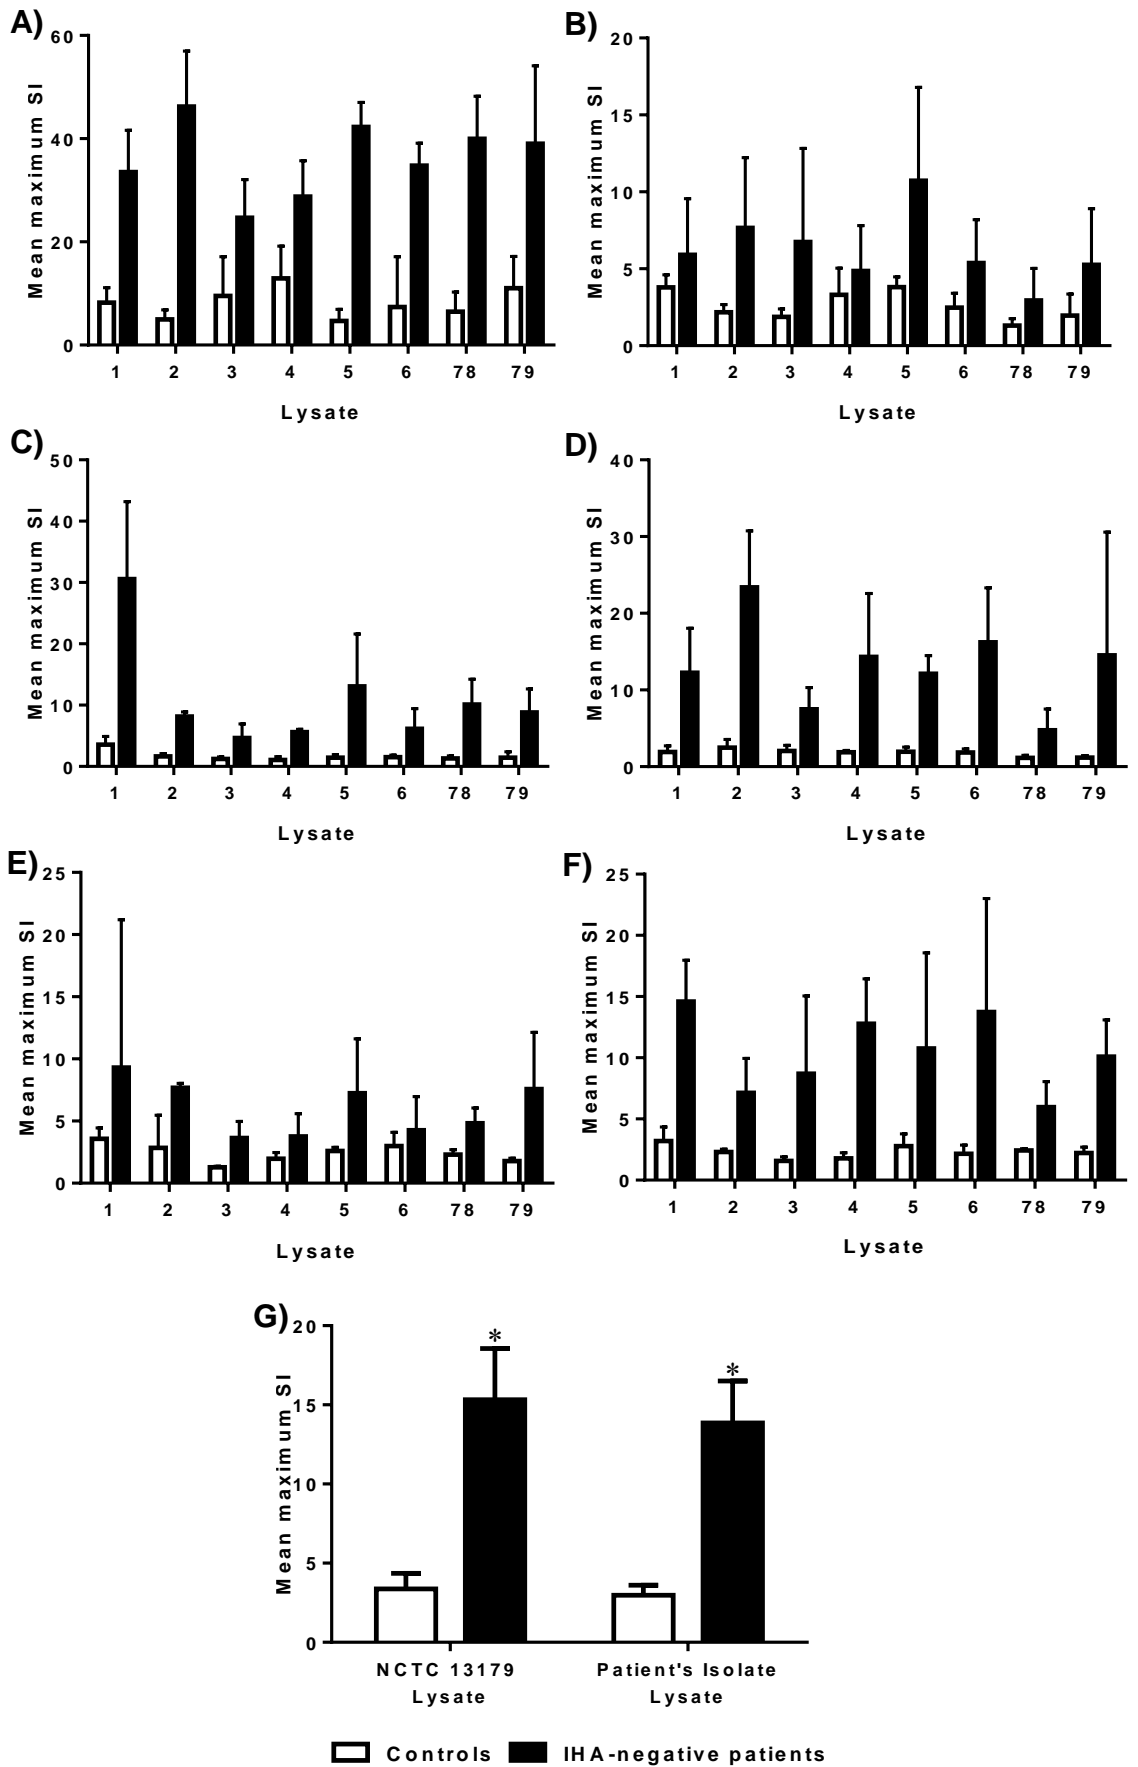 A)
Mean maximum SI
60
40
20
0
1 2 3 4 5 6 78 79
Lysate
B)
Mean maximum SI
20
15
10
5
0
1 2 3 4 5 6 78 79
Lysate
C)
Mean maximum SI
50
40
30
20
10
0
1 2 3 4 5 6 78 79
Lysate
D)
Mean maximum SI
40
30
20
10
0
1 2 3 4 5 6 78 79
Lysate
E)
Mean maximum SI
25
20
15
10
5
0
1 2 3 4 5 6 78 79
Lysate
F)
Mean maximum SI
25
20
15
10
5
0
1 2 3 4 5 6 78 79
Lysate
G)
Mean maximum SI
20
15
10
5
0
*
*
NCTC 13179
Lysate
Patient's Isolate
Lysate
Controls
IHA-negative patients